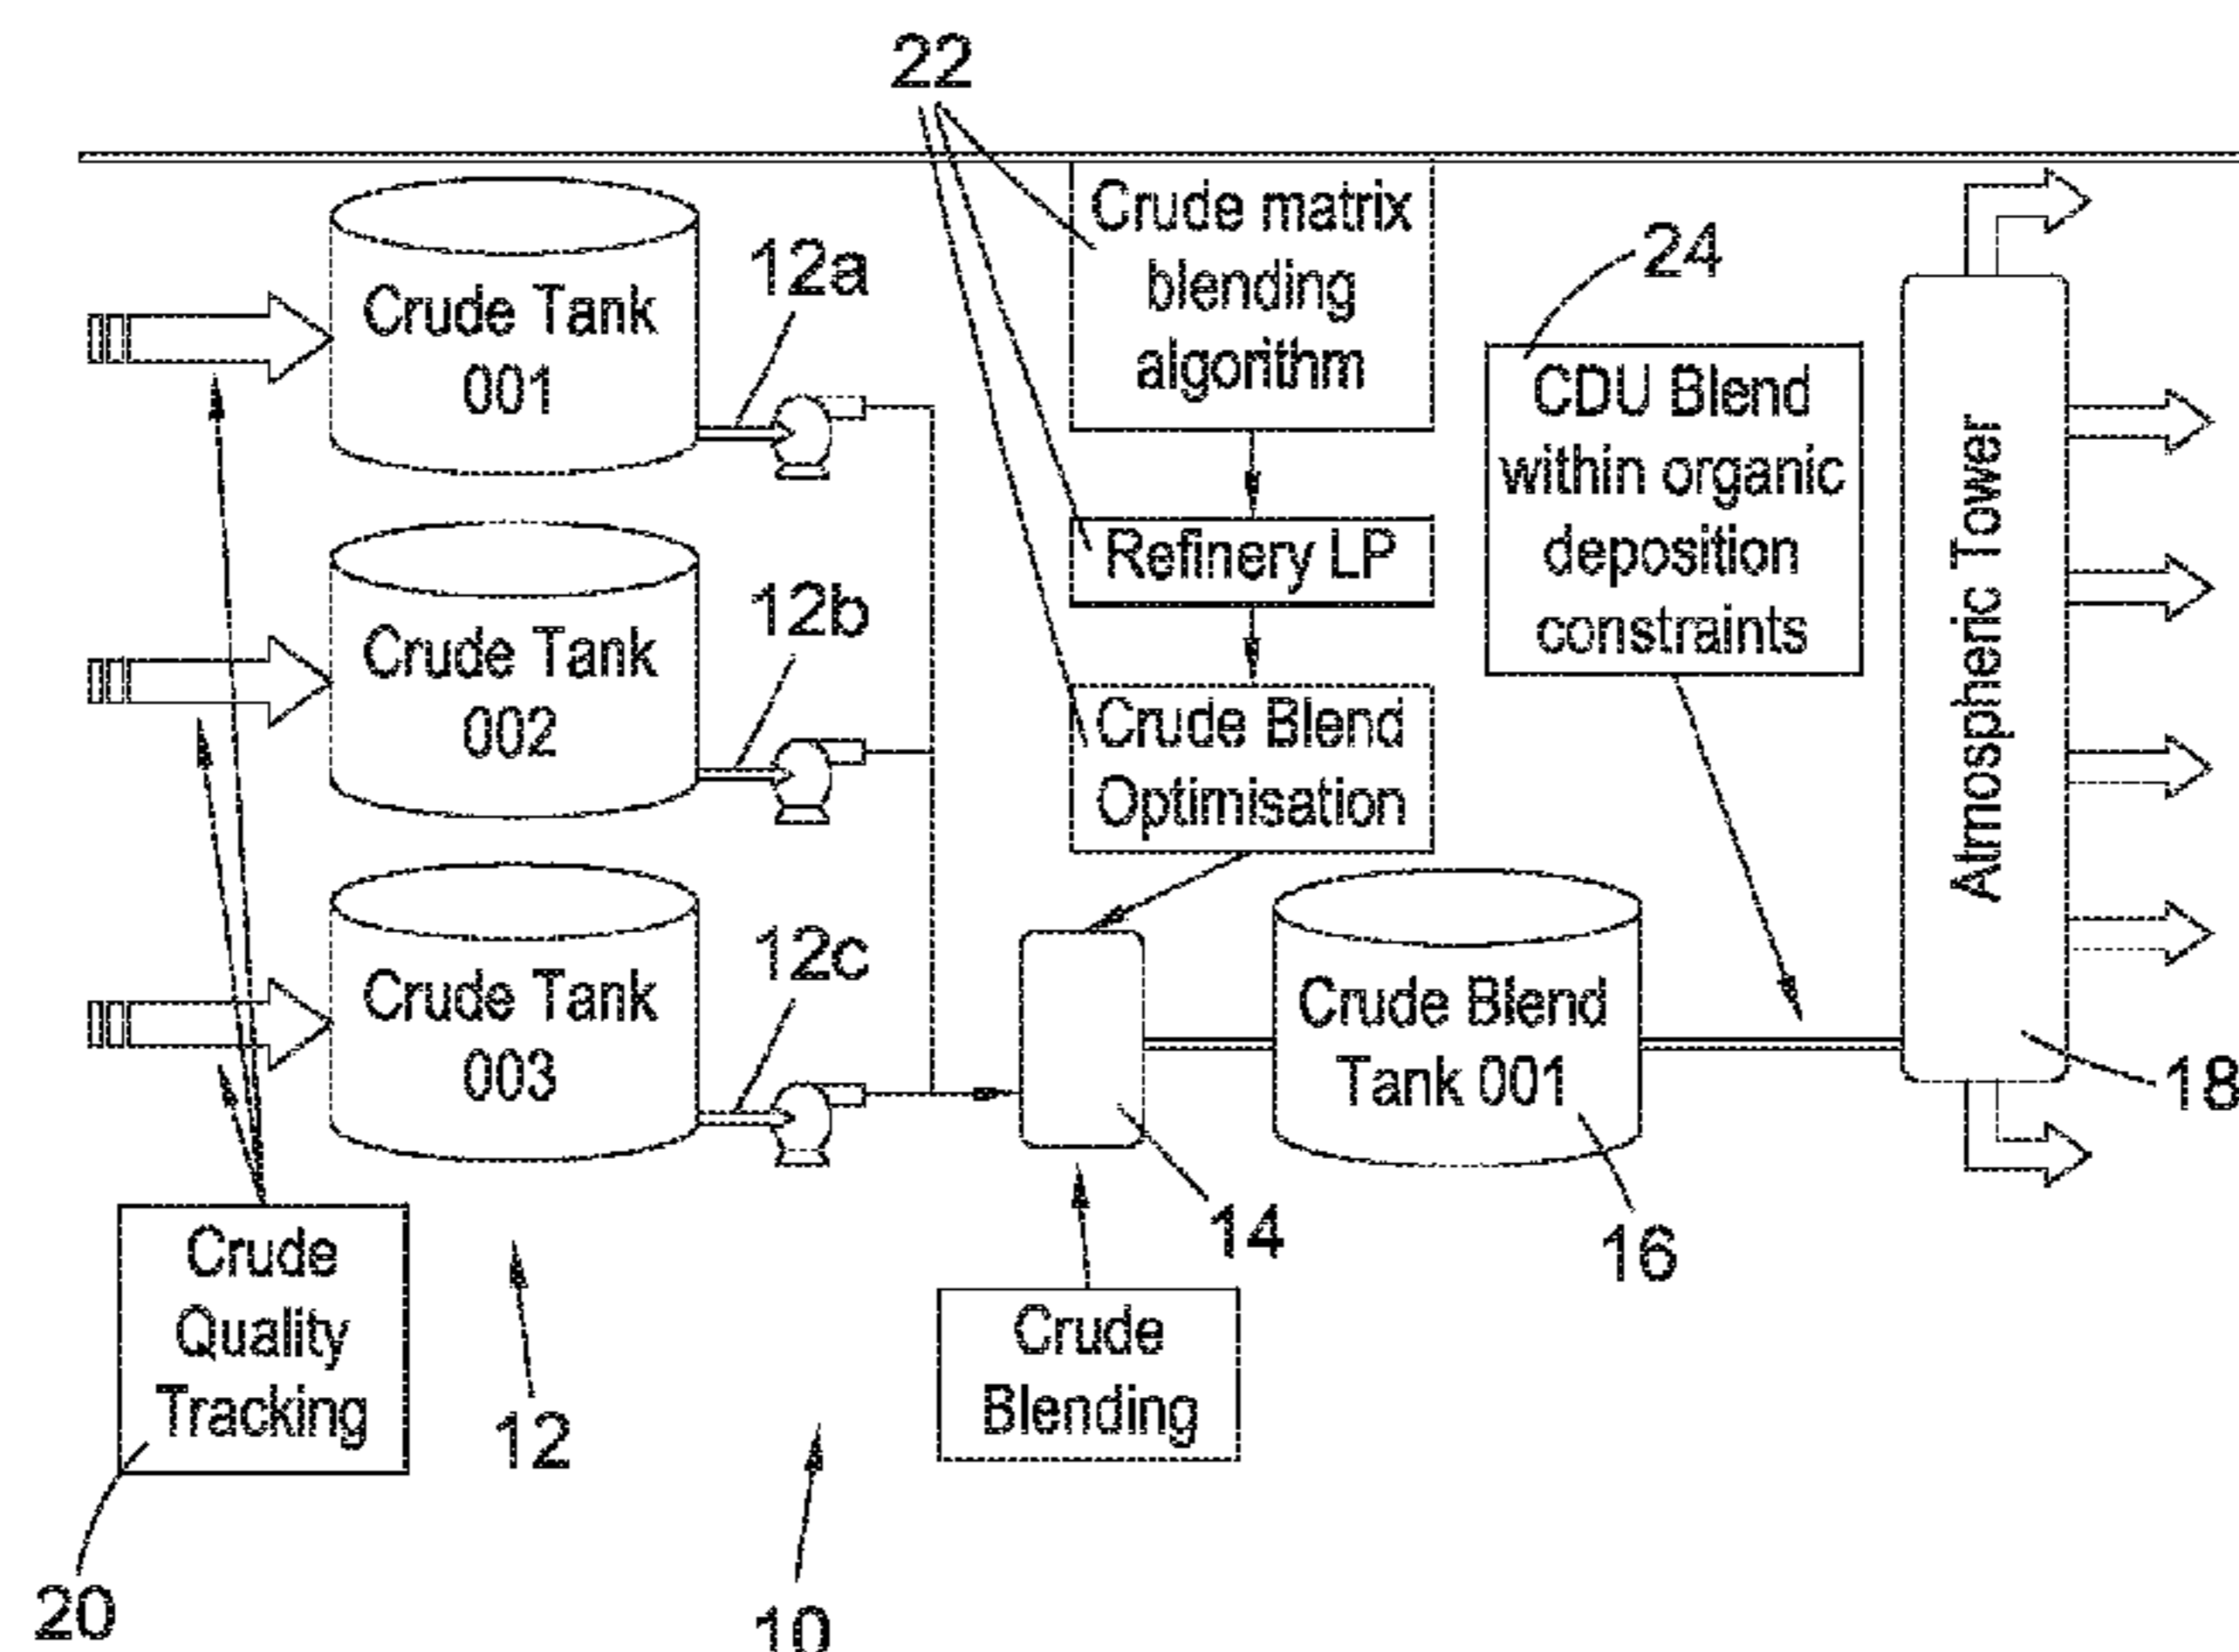 22
Crude Tank
001
12a
Crude matrix
blending
algorithm
24
CDU Blend
within organic
deposition
constraints
Atmospheric Tower
Refinery LP
Crude Tank
002
12b
Crude Blend
Optimisation
Crude Tank
003
12c
Crude Blend
Tank 001
18
14
16
Crude
Quality
Tracking
12
Crude
Blending
20
10